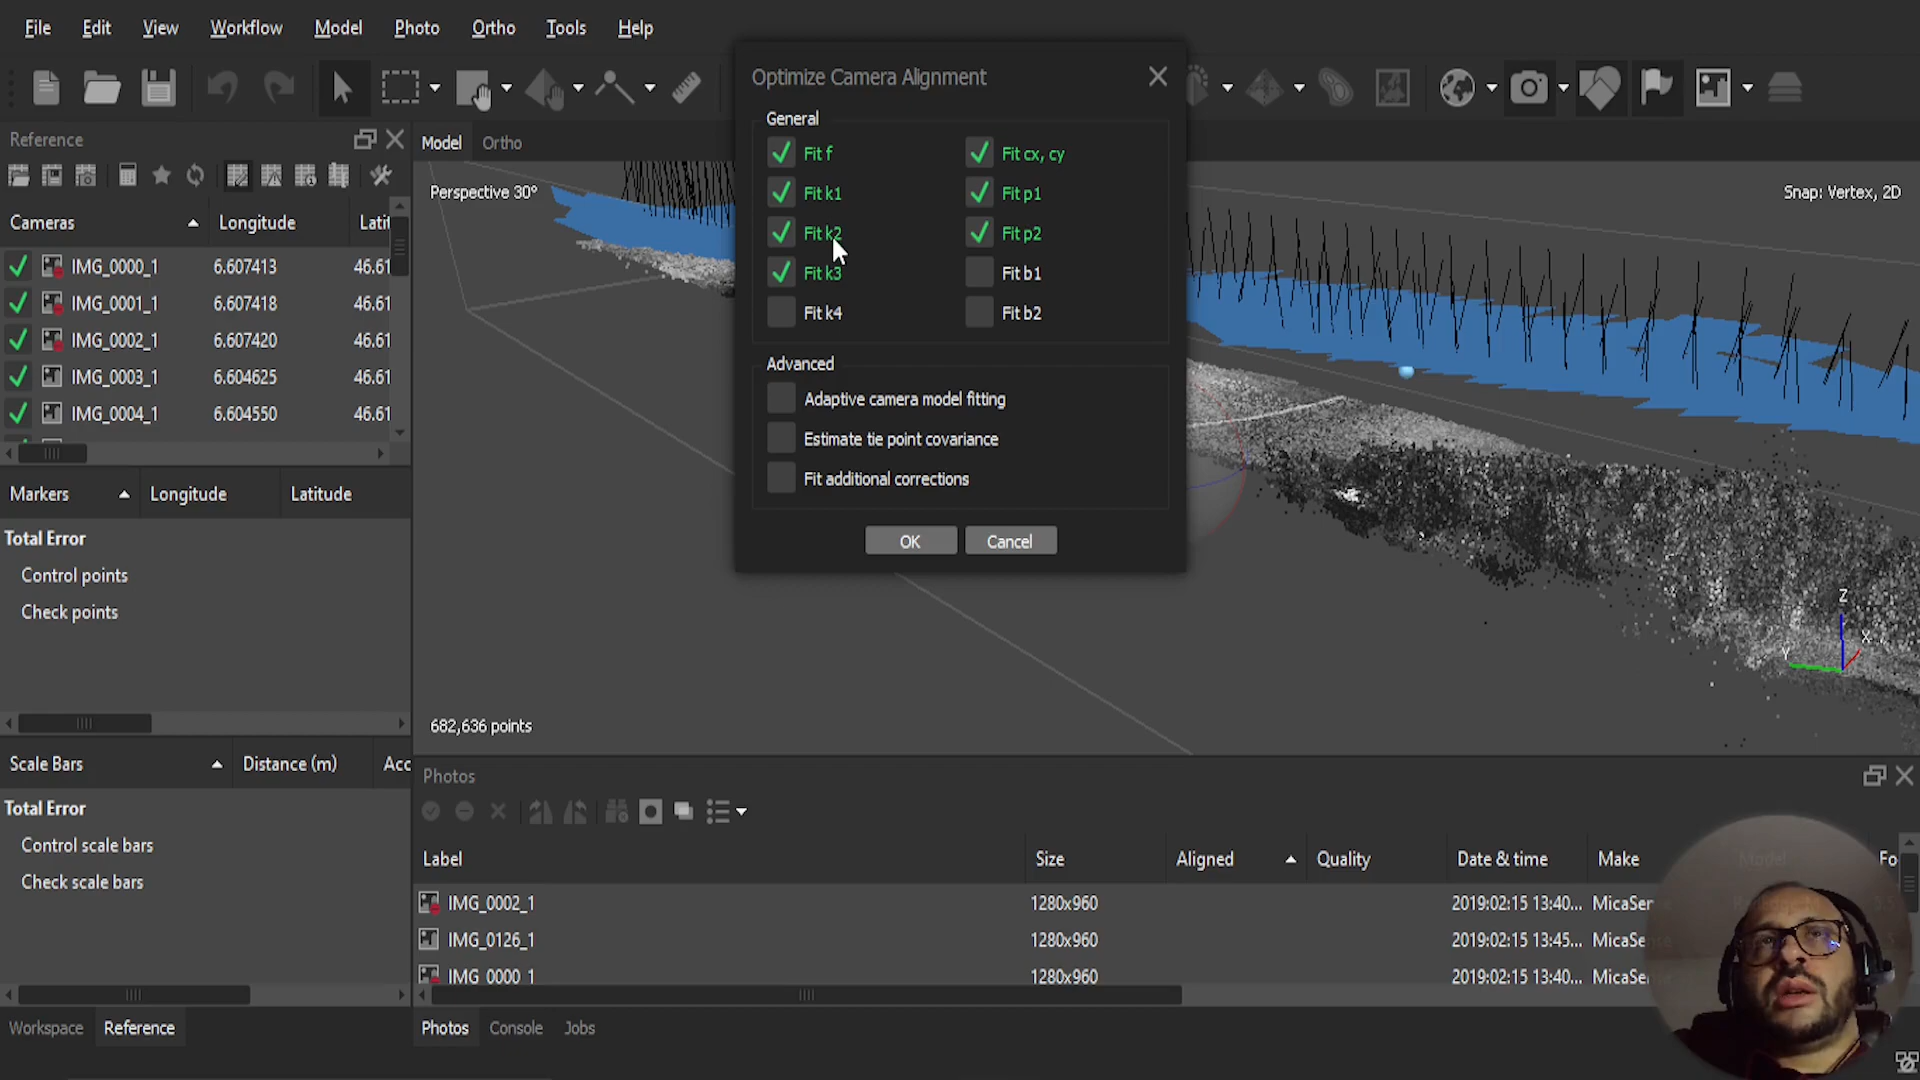 File Edit View Workflow Model Photo Ortho Tools Help
Optimize Camera Alignment
General
Fit f Fit cx, cy
Fit k1 Fit p1
Fit k2 Fit p2
Fit k3 Fit b1
Fit k4 Fit b2
Advanced
Adaptive camera model fitting
Estimate tie point covariance
Fit additional corrections
OK Cancel
Reference
Cameras Longitude Latit
IMG_0000_1 6.607413 46.61
IMG_0001_1 6.607418 46.61
IMG_0002_1 6.607420 46.61
IMG_0003_1 6.604625 46.61
IMG_0004_1 6.604550 46.61
Markers Longitude Latitude
Total Error
Control points
Check points
Scale Bars Distance (m) Acc
Total Error
Control scale bars
Check scale bars
Workspace Reference
Model Ortho
Perspective 30°
Snap: Vertex, 2D
Z
X
Y
682,636 points
Photos
Label Size Aligned Quality Date & time Make Model Fo
IMG_0002_1 1280x960 2019:02:15 13:40... MicaSen
IMG_0126_1 1280x960 2019:02:15 13:45... MicaSense
IMG_0000_1 1280x960 2019:02:15 13:40... MicaSen
Photos Console Jobs